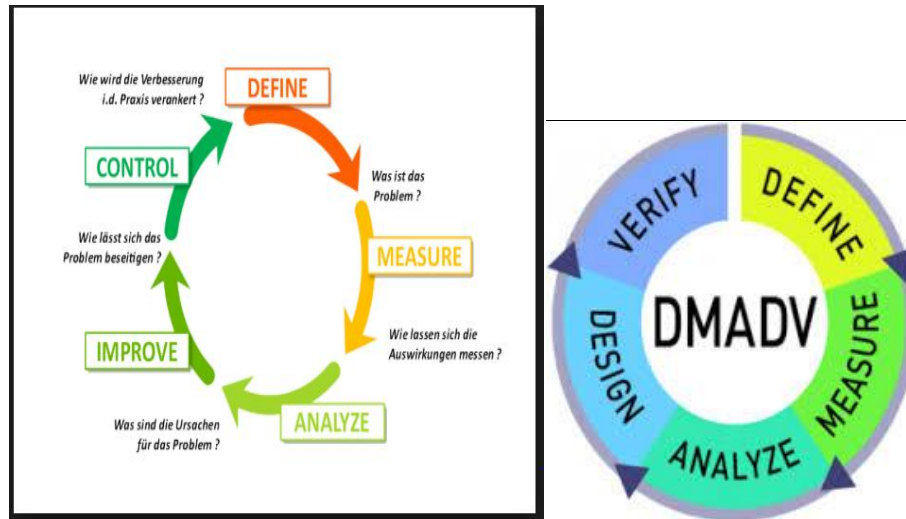 DEFINE
Wie wird die Verbesserung
i.d. Praxis verankert ?
CONTROL
Was ist das
Problem ?
MEASURE
Wie lässt sich das
Problem beseitigen ?
Wie lassen sich die
Auswirkungen messen ?
IMPROVE
ANALYZE
Was sind die Ursachen
für das Problem ?
DEFINE
MEASURE
ANALYZE
DESIGN
VERIFY
DMADV